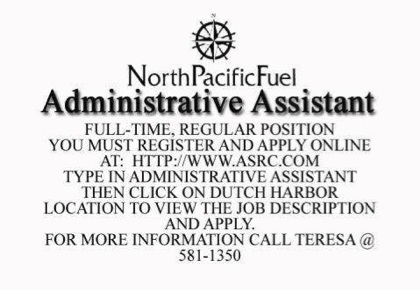 N
NorthPacificFuel
Administrative Assistant
FULL-TIME, REGULAR POSITION
YOU MUST REGISTER AND APPLY ONLINE
AT: HTTP://WWW.ASRC.COM
TYPE IN ADMINISTRATIVE ASSISTANT
THEN CLICK ON DUTCH HARBOR
LOCATION TO VIEW THE JOB DESCRIPTION
AND APPLY.
FOR MORE INFORMATION CALL TERESA @
581-1350